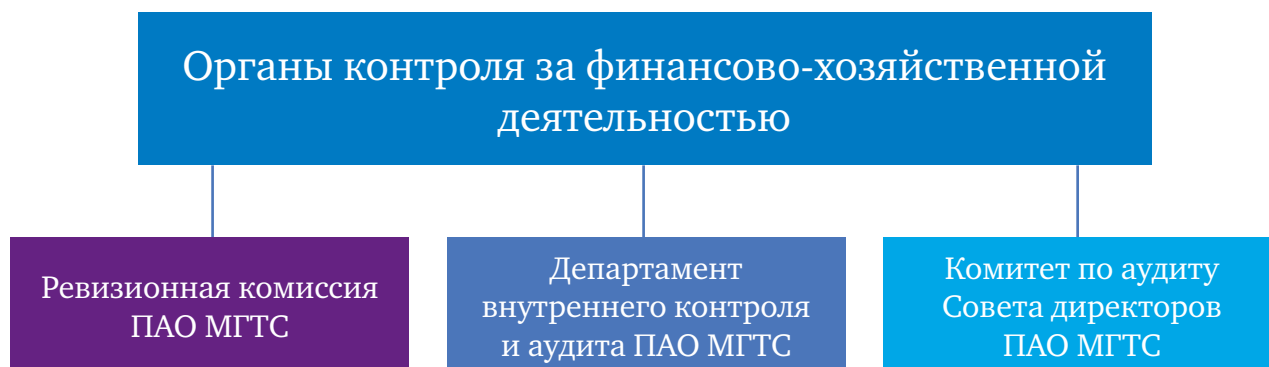 Органы контроля за финансово-хозяйственной
деятельностью
Ревизионная комиссия
ПАО МГТС
Департамент
внутреннего контроля
и аудита ПАО МГТС
Комитет по аудиту
Совета директоров
ПАО МГТС